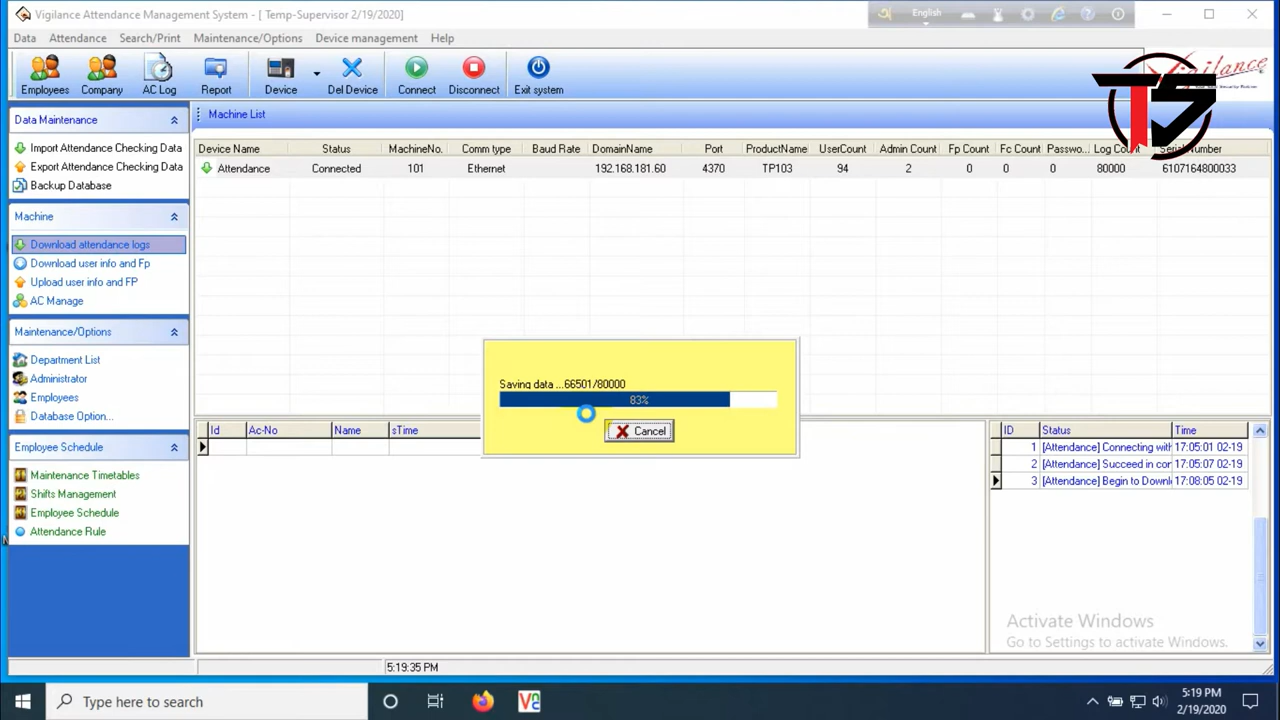 Vigilance Attendance Management System - [ Temp-Supervisor 2/19/2020]
English
Data Attendance Search/Print Maintenance/Options Device management Help
Employees Company AC Log Report Device Del Device Connect Disconnect Exit system
Vigilance
TS
Data Maintenance
Import Attendance Checking Data
Export Attendance Checking Data
Backup Database
Machine
Download attendance logs
Download user info and Fp
Upload user info and FP
AC Manage
Maintenance/Options
Department List
Administrator
Employees
Database Option...
Employee Schedule
Maintenance Timetables
Shifts Management
Employee Schedule
Attendance Rule
Machine List
Device Name Status MachineNo. Comm type Baud Rate DomainName Port ProductName UserCount Admin Count Fp Count Fc Count Passwo... Log Count
Attendance Connected 101 Ethernet 192.168.181.60 4370 TP103 94 2 0 0 0 80000 6107164800033
Saving data ...66501/80000
83%
Cancel
Id Ac-No Name sTime
ID Status Time
1 [Attendance] Connecting with 17:05:01 02-19
2 [Attendance] Succeed in con 17:05:07 02-19
3 [Attendance] Begin to Downl 17:08:05 02-19
Activate Windows
Go to Settings to activate Windows.
5:19:35 PM
Type here to search
5:19 PM
2/19/2020